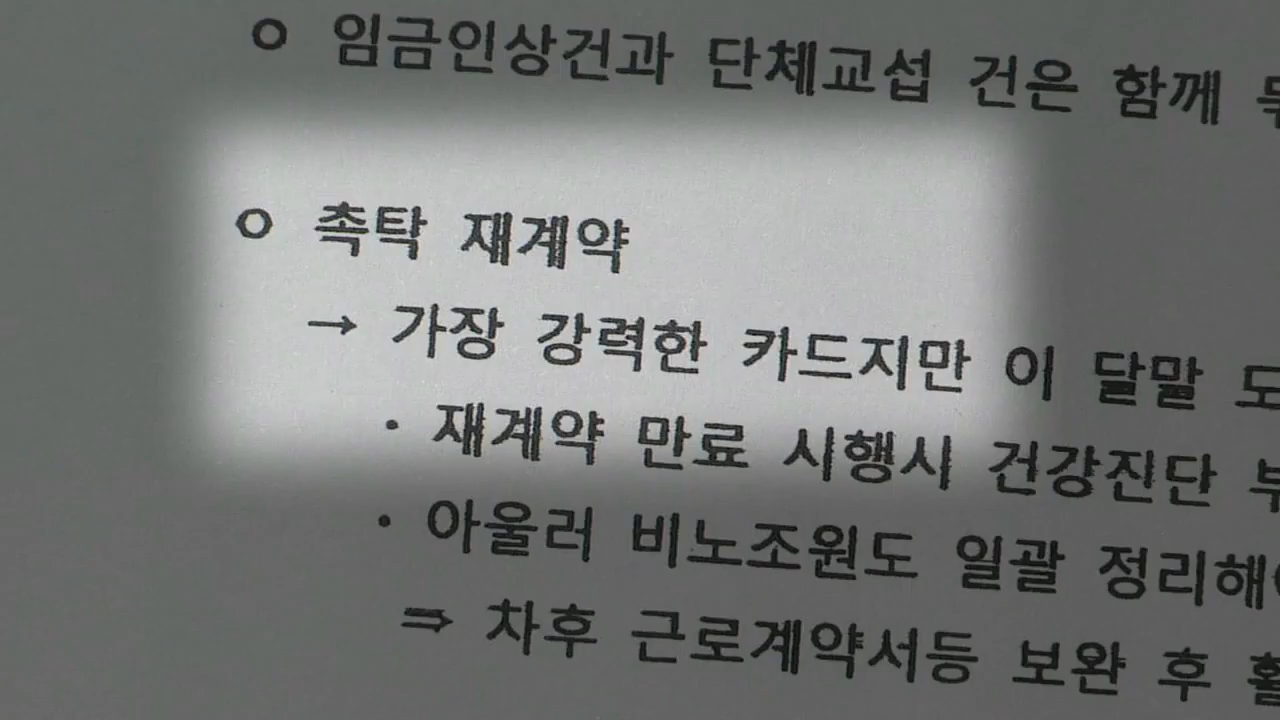 ㅇ 임금인상건과 단체교섭 건은 함께
ㅇ 촉탁 재계약
→ 가장 강력한 카드지만 이 달말
· 재계약 만료 시행시 건강진단
· 아울러 비노조원도 일괄 정리해
⇒ 차후 근로계약서등 보완 후